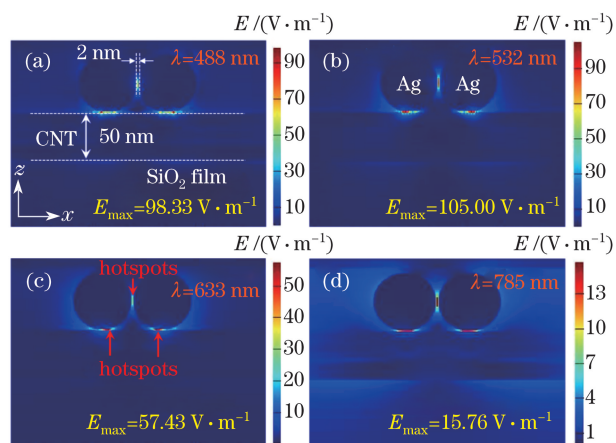 E /(V · m⁻¹)
(a)
2 nm
λ=488 nm
CNT
50 nm
SiO₂ film
z
x
Emax=98.33 V · m⁻¹
90
70
50
30
10
E /(V · m⁻¹)
(b)
λ=532 nm
Ag
Ag
Emax=105.00 V · m⁻¹
90
70
50
30
10
E /(V · m⁻¹)
(c)
hotspots
λ=633 nm
hotspots
Emax=57.43 V · m⁻¹
50
40
30
20
10
E /(V · m⁻¹)
(d)
λ=785 nm
Emax=15.76 V · m⁻¹
13
10
7
4
1